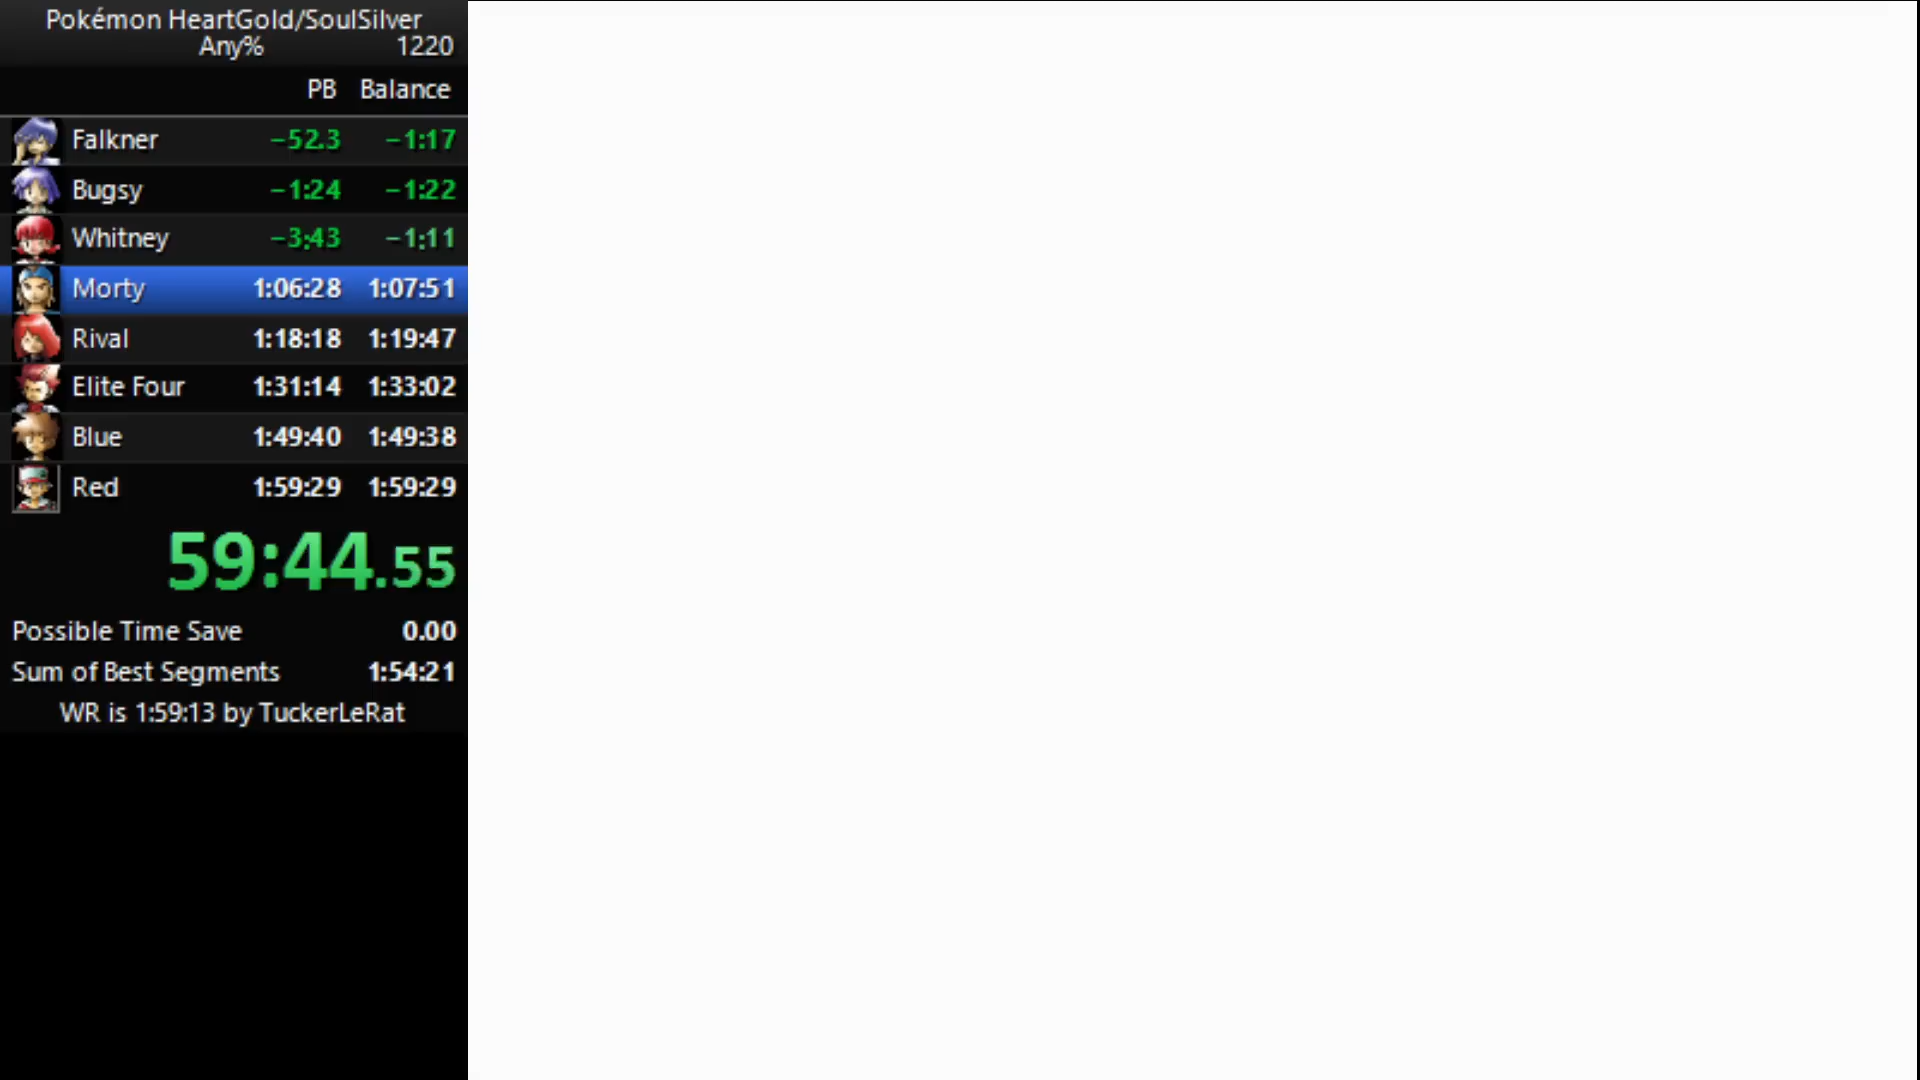 Pokémon HeartGold/SoulSilver
Any% 1220
PB Balance
Falkner −52.3 −1:17
Bugsy −1:24 −1:22
Whitney −3:43 −1:11
Morty 1:06:28 1:07:51
Rival 1:18:18 1:19:47
Elite Four 1:31:14 1:33:02
Blue 1:49:40 1:49:38
Red 1:59:29 1:59:29
59:44.55
Possible Time Save 0.00
Sum of Best Segments 1:54:21
WR is 1:59:13 by TuckerLeRat